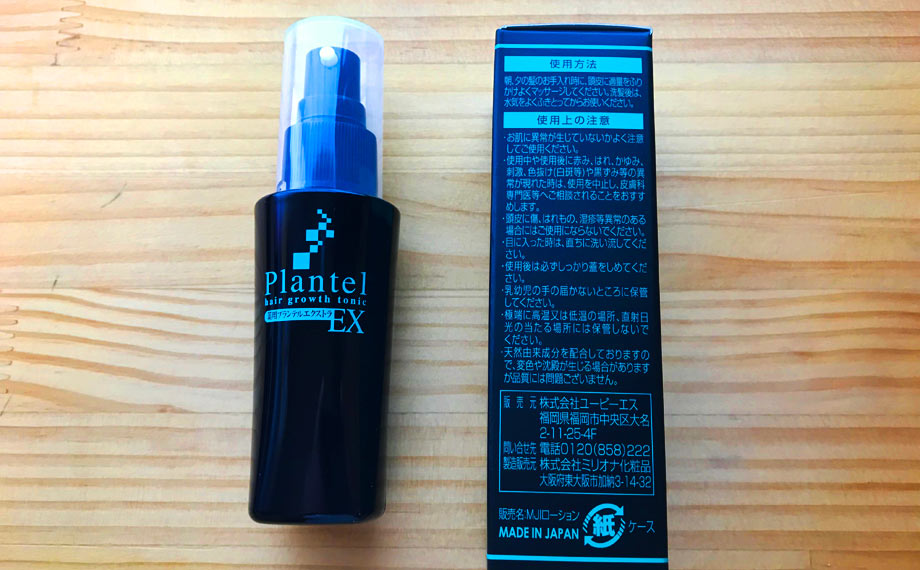 Plantel
hair growth tonic
薬用プランテルエクストラ
EX
使用方法
朝、夕の髪のお手入れ時に、頭皮に適量をふり
かけよくマッサージしてください。洗髪後は、
水気をよくふきとってからお使いください。
使用上の注意
・お肌に異常が生じていないかよく注意
してご使用ください。
・使用中や使用後に赤み、はれ、かゆみ、
刺激、色抜け(白斑等)や黒ずみ等の異
常が現れた時は、使用を中止し、皮膚科
専門医等へご相談されることをおすす
めします。
・頭皮に傷、はれもの、湿疹等異常のある
場合にはご使用にならないでください。
・目に入った時は、直ちに洗い流してくだ
さい。
・使用後は必ずしっかり蓋をしめてくだ
さい。
・乳幼児の手の届かないところに保管
してください。
・極端に高温又は低温の場所、直射日
光の当たる場所には保管しないで
ください。
・天然由来成分を配合しておりますの
で、変色や沈殿が生じる場合があります
が品質には問題ございません。
販売元 株式会社ユーピーエス
福岡県福岡市中央区大名
2-11-25-4F
問い合せ先 電話0120(858)222
製造販売元 株式会社ミリオナ化粧品
大阪府東大阪市加納3-14-32
販売名:MJIIローション
MADE IN JAPAN
紙
ケース